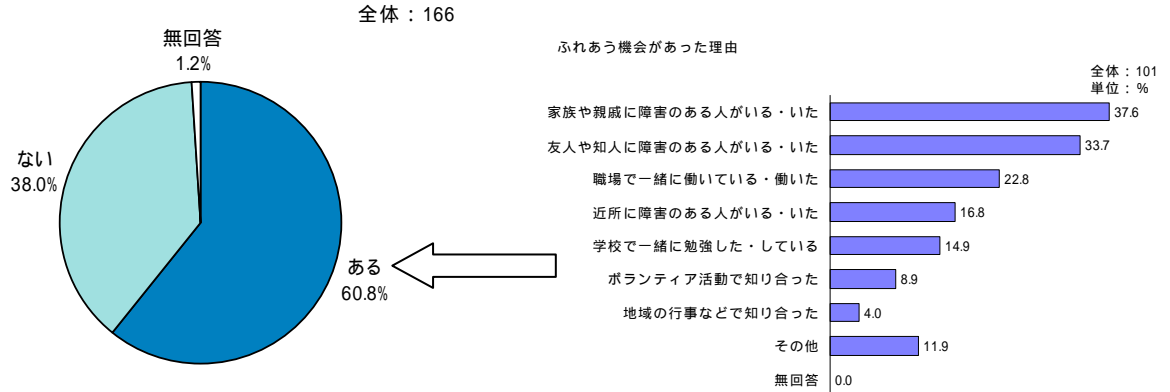 全体：166
無回答
1.2%
ない
38.0%
ある
60.8%
ふれあう機会があった理由
全体：101
単位：％
家族や親戚に障害のある人がいる・いた 37.6
友人や知人に障害のある人がいる・いた 33.7
職場で一緒に働いている・働いた 22.8
近所に障害のある人がいる・いた 16.8
学校で一緒に勉強した・している 14.9
ボランティア活動で知り合った 8.9
地域の行事などで知り合った 4.0
その他 11.9
無回答 0.0